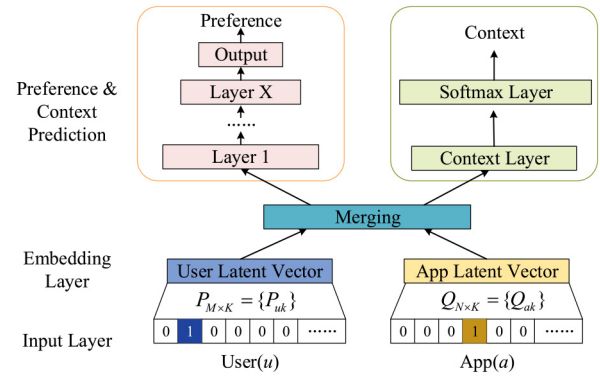 Preference
Output
Layer X
······
Layer 1
Context
Softmax Layer
Context Layer
Preference &
Context
Prediction
Merging
Embedding
Layer
User Latent Vector
App Latent Vector
P_{M×K} = {P_{uk}}
Q_{N×K} = {Q_{ak}}
Input Layer
0 1 0 0 0 0 ······
0 0 0 1 0 0 ······
User(u)
App(a)